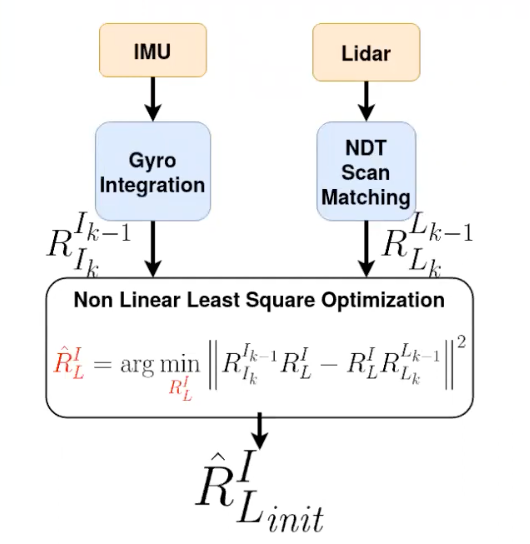 IMU
Lidar
Gyro
Integration
NDT
Scan
Matching
R_{I_k}^{I_{k-1}}
R_{L_k}^{L_{k-1}}
Non Linear Least Square Optimization
\hat{R}_L^I = arg min_{R_L^I} ‖R_{I_k}^{I_{k-1}} R_L^I − R_L^I R_{L_k}^{L_{k-1}}‖^2
\hat{R}_{L_{init}}^I